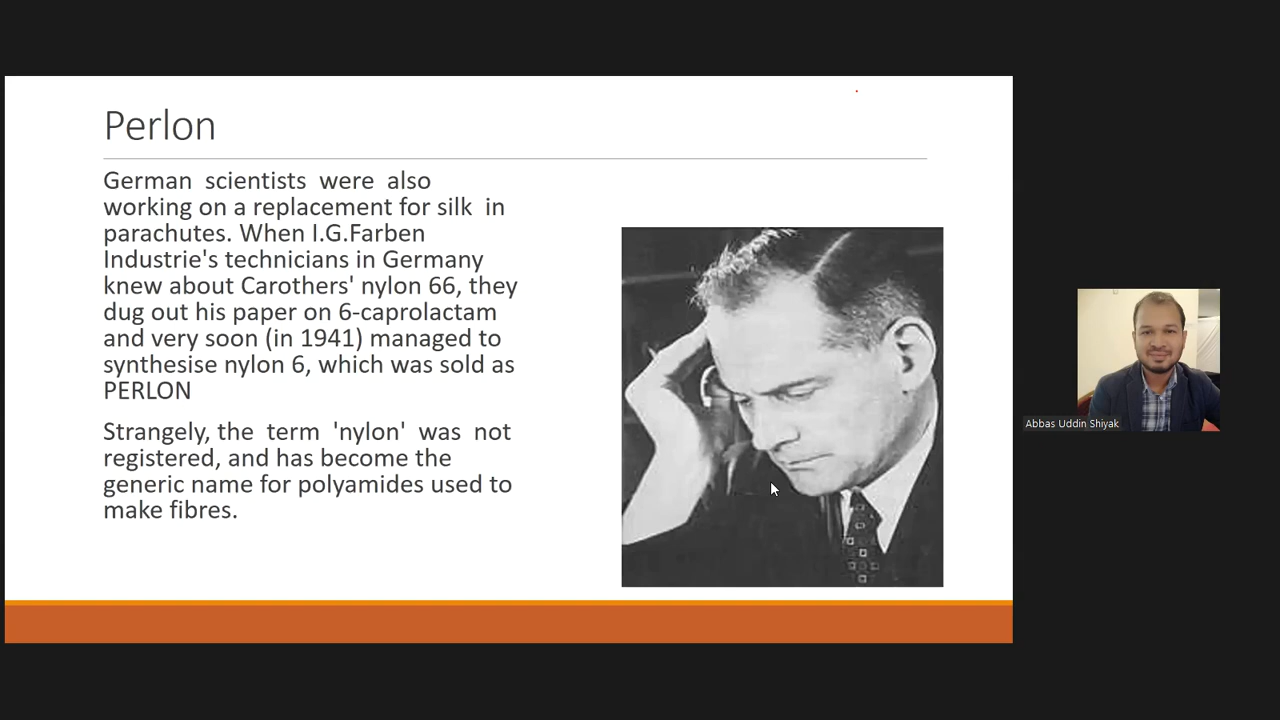 Perlon
German scientists were also
working on a replacement for silk in
parachutes. When I.G.Farben
Industrie's technicians in Germany
knew about Carothers' nylon 66, they
dug out his paper on 6-caprolactam
and very soon (in 1941) managed to
synthesise nylon 6, which was sold as
PERLON
Strangely, the term 'nylon' was not
registered, and has become the
generic name for polyamides used to
make fibres.
Abbas Uddin Shiyak